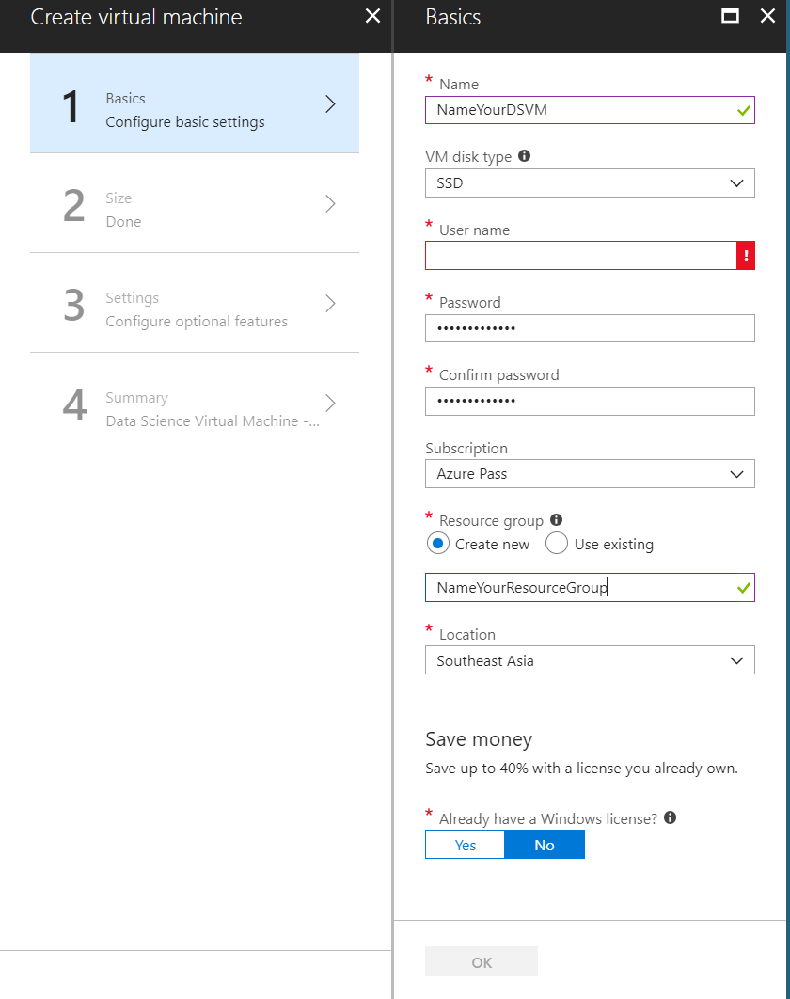 Create virtual machine
1
Basics
Configure basic settings
2
Size
Done
3
Settings
Configure optional features
4
Summary
Data Science Virtual Machine -...
Basics
* Name
NameYourDSVM
VM disk type
SSD
* User name
!
* Password
•••••••••••••
* Confirm password
•••••••••••••
Subscription
Azure Pass
* Resource group
Create new Use existing
NameYourResourceGroup
* Location
Southeast Asia
Save money
Save up to 40% with a license you already own.
* Already have a Windows license?
Yes No
OK